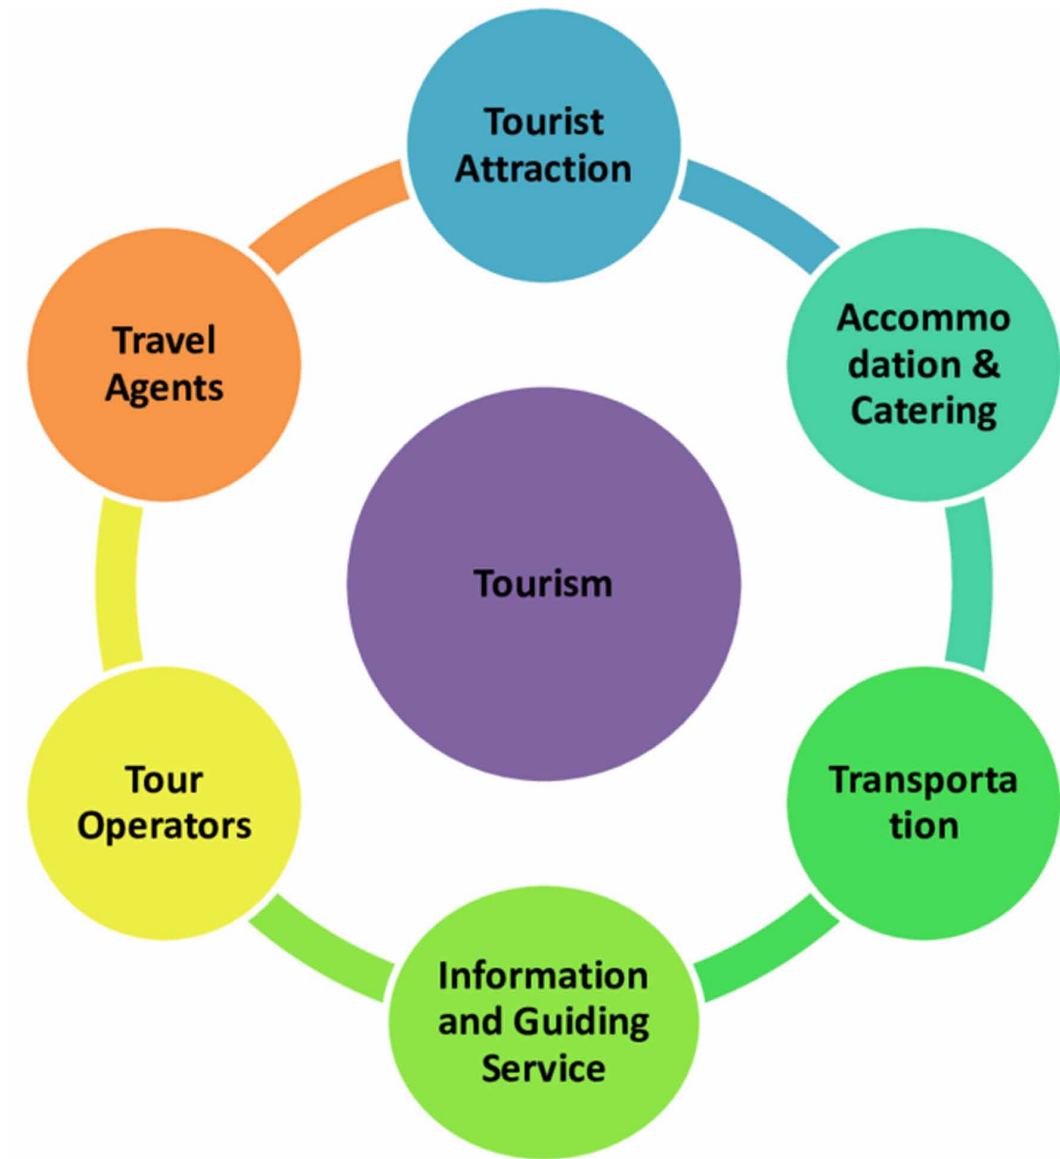 Tourist
Attraction
Accommo
dation &
Catering
Transporta
tion
Information
and Guiding
Service
Tour
Operators
Travel
Agents
Tourism